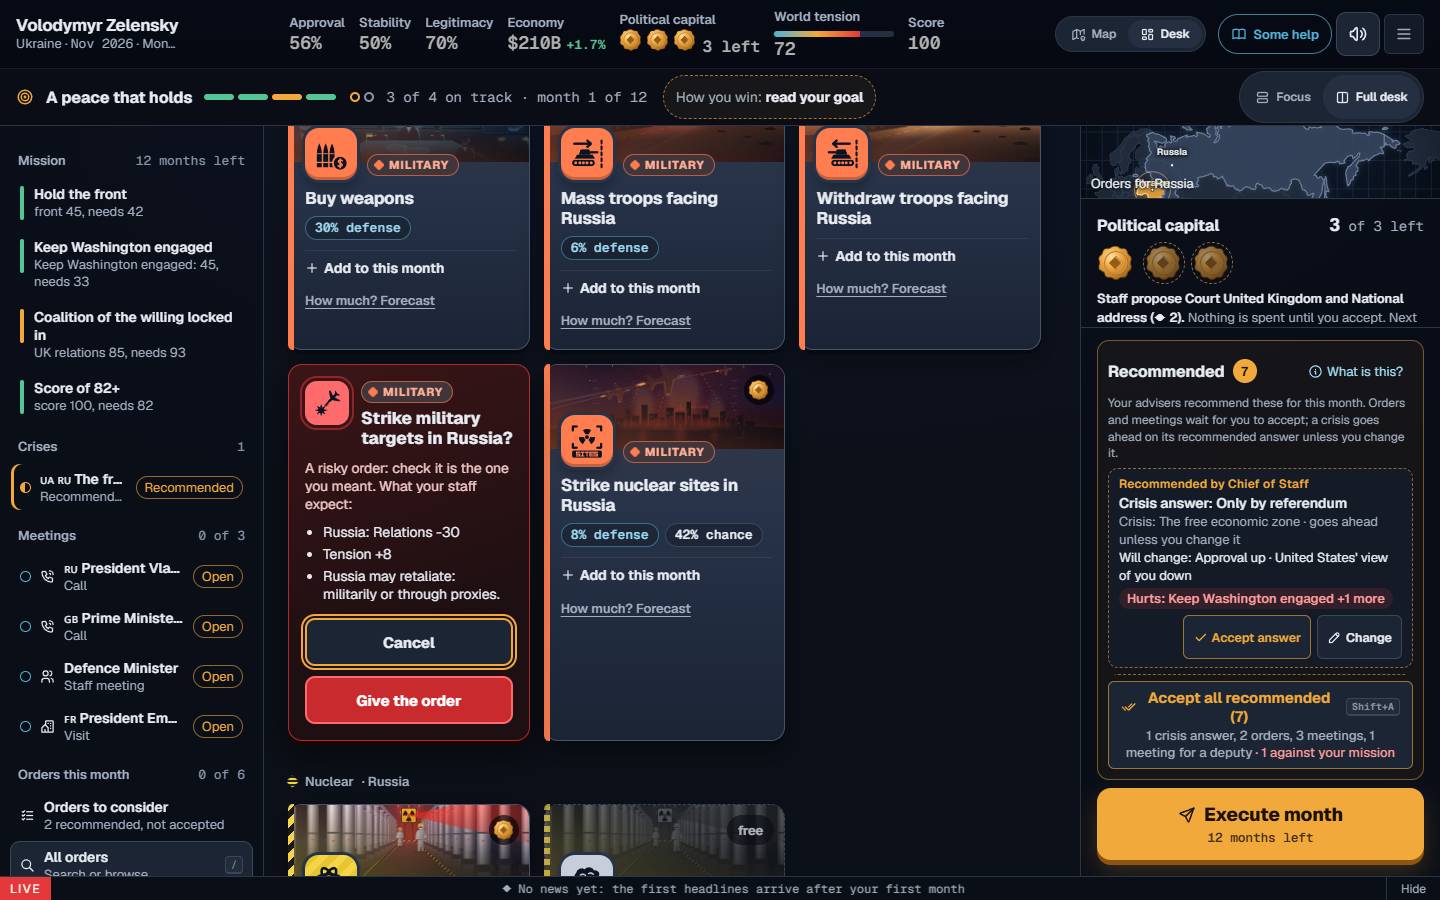 Volodymyr Zelensky
Ukraine · Nov 2026 · Mon...
Approval
56%
Stability
50%
Legitimacy
70%
Economy
$210B +1.7%
Political capital
3 left
World tension
72
Score
100
Map
Desk
Some help
A peace that holds
3 of 4 on track · month 1 of 12
How you win: read your goal
Focus
Full desk
Mission
12 months left
Hold the front
front 45, needs 42
Keep Washington engaged
Keep Washington engaged: 45,
needs 33
Coalition of the willing locked
in
UK relations 85, needs 93
Score of 82+
score 100, needs 82
Crises
1
UA RU The fr...
Recommend...
Recommended
Meetings
0 of 3
RU President Vla...
Call
Open
GB Prime Ministe...
Call
Open
Defence Minister
Staff meeting
Open
FR President Em...
Visit
Open
Orders this month
0 of 6
Orders to consider
2 recommended, not accepted
All orders
Search or browse
/
MILITARY
Buy weapons
30% defense
+ Add to this month
How much? Forecast
MILITARY
Mass troops facing
Russia
6% defense
+ Add to this month
How much? Forecast
MILITARY
Withdraw troops facing
Russia
+ Add to this month
How much? Forecast
MILITARY
Strike military
targets in Russia?
A risky order: check it is the one
you meant. What your staff
expect:
• Russia: Relations -30
• Tension +8
• Russia may retaliate:
militarily or through proxies.
Cancel
Give the order
SITES
MILITARY
Strike nuclear sites in
Russia
8% defense
42% chance
+ Add to this month
How much? Forecast
Nuclear · Russia
free
Russia
Orders for Russia
Political capital
3 of 3 left
Staff propose Court United Kingdom and National
address (◆ 2). Nothing is spent until you accept. Next
Recommended 7
What is this?
Your advisers recommend these for this month. Orders
and meetings wait for you to accept; a crisis goes
ahead on its recommended answer unless you change
it.
Recommended by Chief of Staff
Crisis answer: Only by referendum
Crisis: The free economic zone · goes ahead
unless you change it
Will change: Approval up · United States' view
of you down
Hurts: Keep Washington engaged +1 more
Accept answer
Change
Accept all recommended
(7)
Shift+A
1 crisis answer, 2 orders, 3 meetings, 1
meeting for a deputy · 1 against your mission
Execute month
12 months left
LIVE
◆ No news yet: the first headlines arrive after your first month
Hide